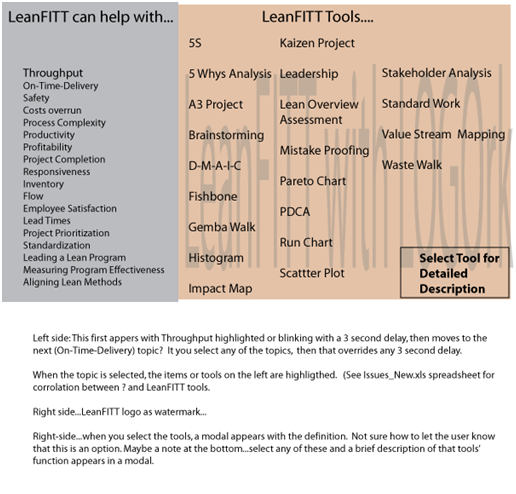 LeanFITT can help with...
Throughput
On-Time-Delivery
Safety
Costs overrun
Process Complexity
Productivity
Profitability
Project Completion
Responsiveness
Inventory
Flow
Employee Satisfaction
Lead Times
Project Prioritization
Standardization
Leading a Lean Program
Measuring Program Effectiveness
Aligning Lean Methods
LeanFITT Tools....
5S
5 Whys Analysis
A3 Project
Brainstorming
D-M-A-I-C
Fishbone
Gemba Walk
Histogram
Impact Map
Kaizen Project
Leadership
Lean Overview
Assessment
Mistake Proofing
Pareto Chart
PDCA
Run Chart
Scattter Plot
Stakeholder Analysis
Standard Work
Value Stream Mapping
Waste Walk
Select Tool for
Detailed
Description
Left side: This first appers with Throughput highlighted or blinking with a 3 second delay, then moves to the
next (On-Time-Delivery) topic? It you select any of the topics, then that overrides any 3 second delay.
When the topic is selected, the items or tools on the left are highligthed. (See Issues_New.xls spreadsheet for
corrolation between ? and LeanFITT tools.
Right side...LeanFITT logo as watermark...
Right-side...when you select the tools, a modal appears with the definition. Not sure how to let the user know
that this is an option. Maybe a note at the bottom...select any of these and a brief description of that tools'
function appears in a modal.